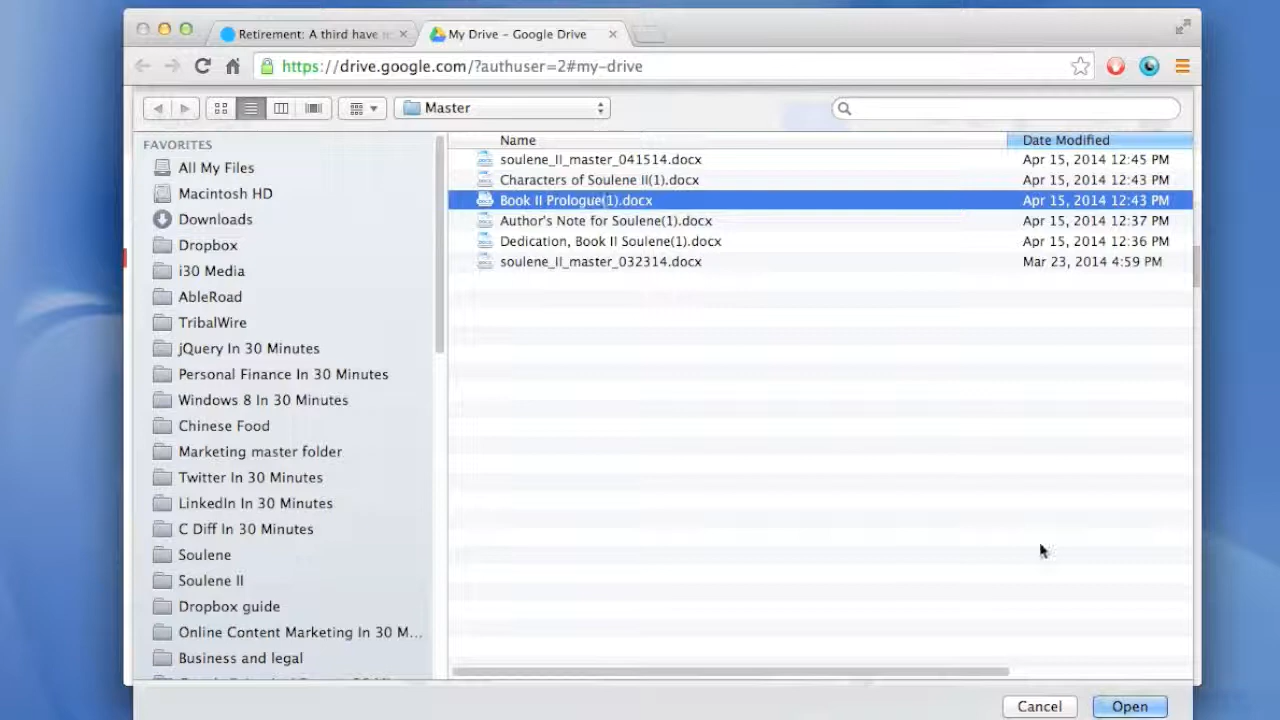 Retirement: A third have
My Drive – Google Drive
https://drive.google.com/?authuser=2#my-drive
Master
FAVORITES
All My Files
Macintosh HD
Downloads
Dropbox
i30 Media
AbleRoad
TribalWire
jQuery In 30 Minutes
Personal Finance In 30 Minutes
Windows 8 In 30 Minutes
Chinese Food
Marketing master folder
Twitter In 30 Minutes
LinkedIn In 30 Minutes
C Diff In 30 Minutes
Soulene
Soulene II
Dropbox guide
Online Content Marketing In 30 M...
Business and legal
Name Date Modified
soulene_II_master_041514.docx Apr 15, 2014 12:45 PM
Characters of Soulene II(1).docx Apr 15, 2014 12:43 PM
Book II Prologue(1).docx Apr 15, 2014 12:43 PM
Author's Note for Soulene(1).docx Apr 15, 2014 12:37 PM
Dedication, Book II Soulene(1).docx Apr 15, 2014 12:36 PM
soulene_II_master_032314.docx Mar 23, 2014 4:59 PM
Cancel Open